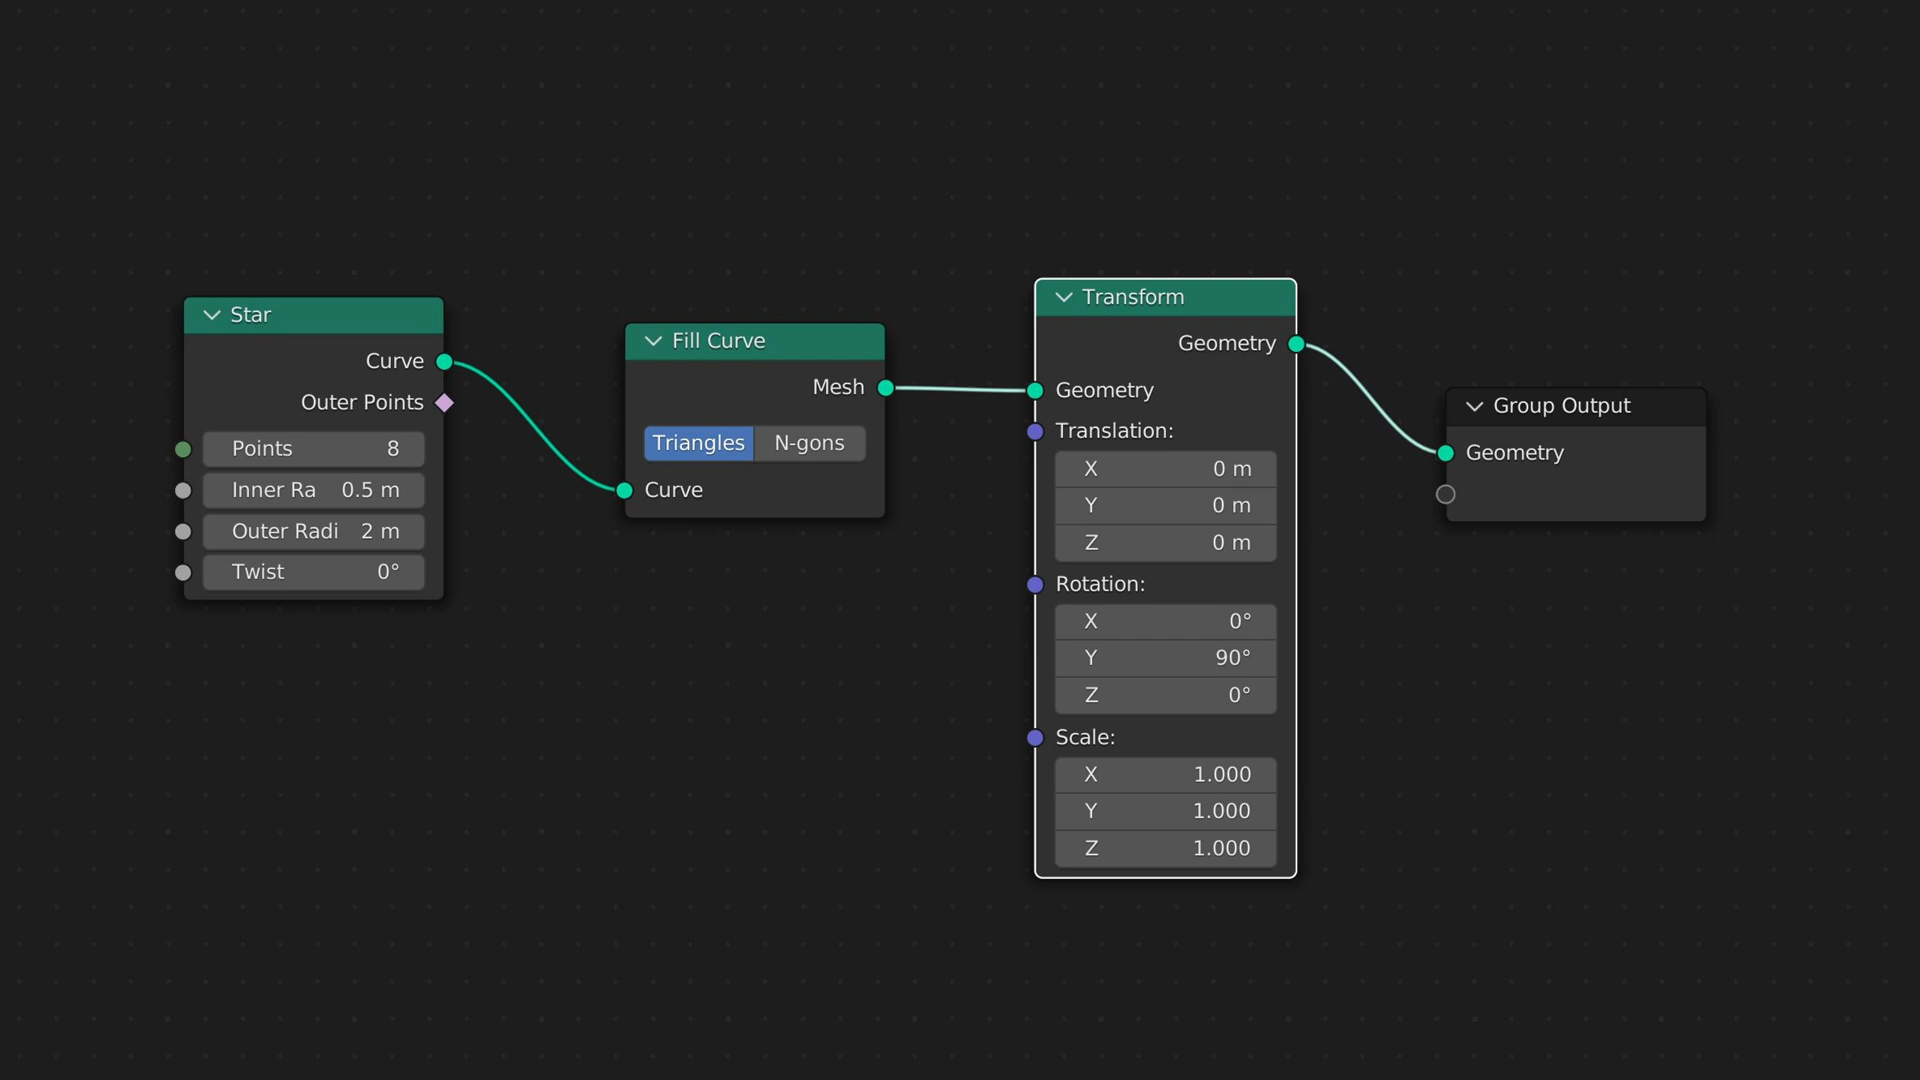 Star
Curve
Outer Points
Points 8
Inner Ra 0.5 m
Outer Radi 2 m
Twist 0°
Fill Curve
Mesh
Triangles N-gons
Curve
Transform
Geometry
Geometry
Translation:
X 0 m
Y 0 m
Z 0 m
Rotation:
X 0°
Y 90°
Z 0°
Scale:
X 1.000
Y 1.000
Z 1.000
Group Output
Geometry